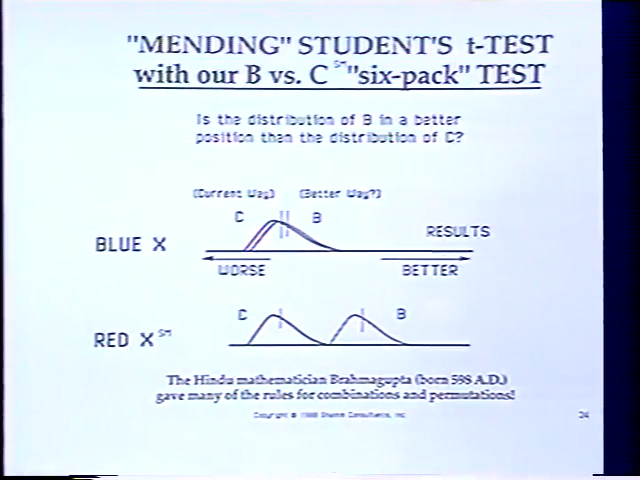 "MENDING" STUDENT'S t-TEST
with our B vs. C SM "six-pack" TEST
Is the distribution of B in a better
position than the distribution of C?
(Current Way) (Better Way?)
C B
BLUE X RESULTS
WORSE BETTER
C B
RED X SM
The Hindu mathematician Brahmagupta (born 598 A.D.)
gave many of the rules for combinations and permutations!
Copyright © 1988 Shainin Consultants, Inc.